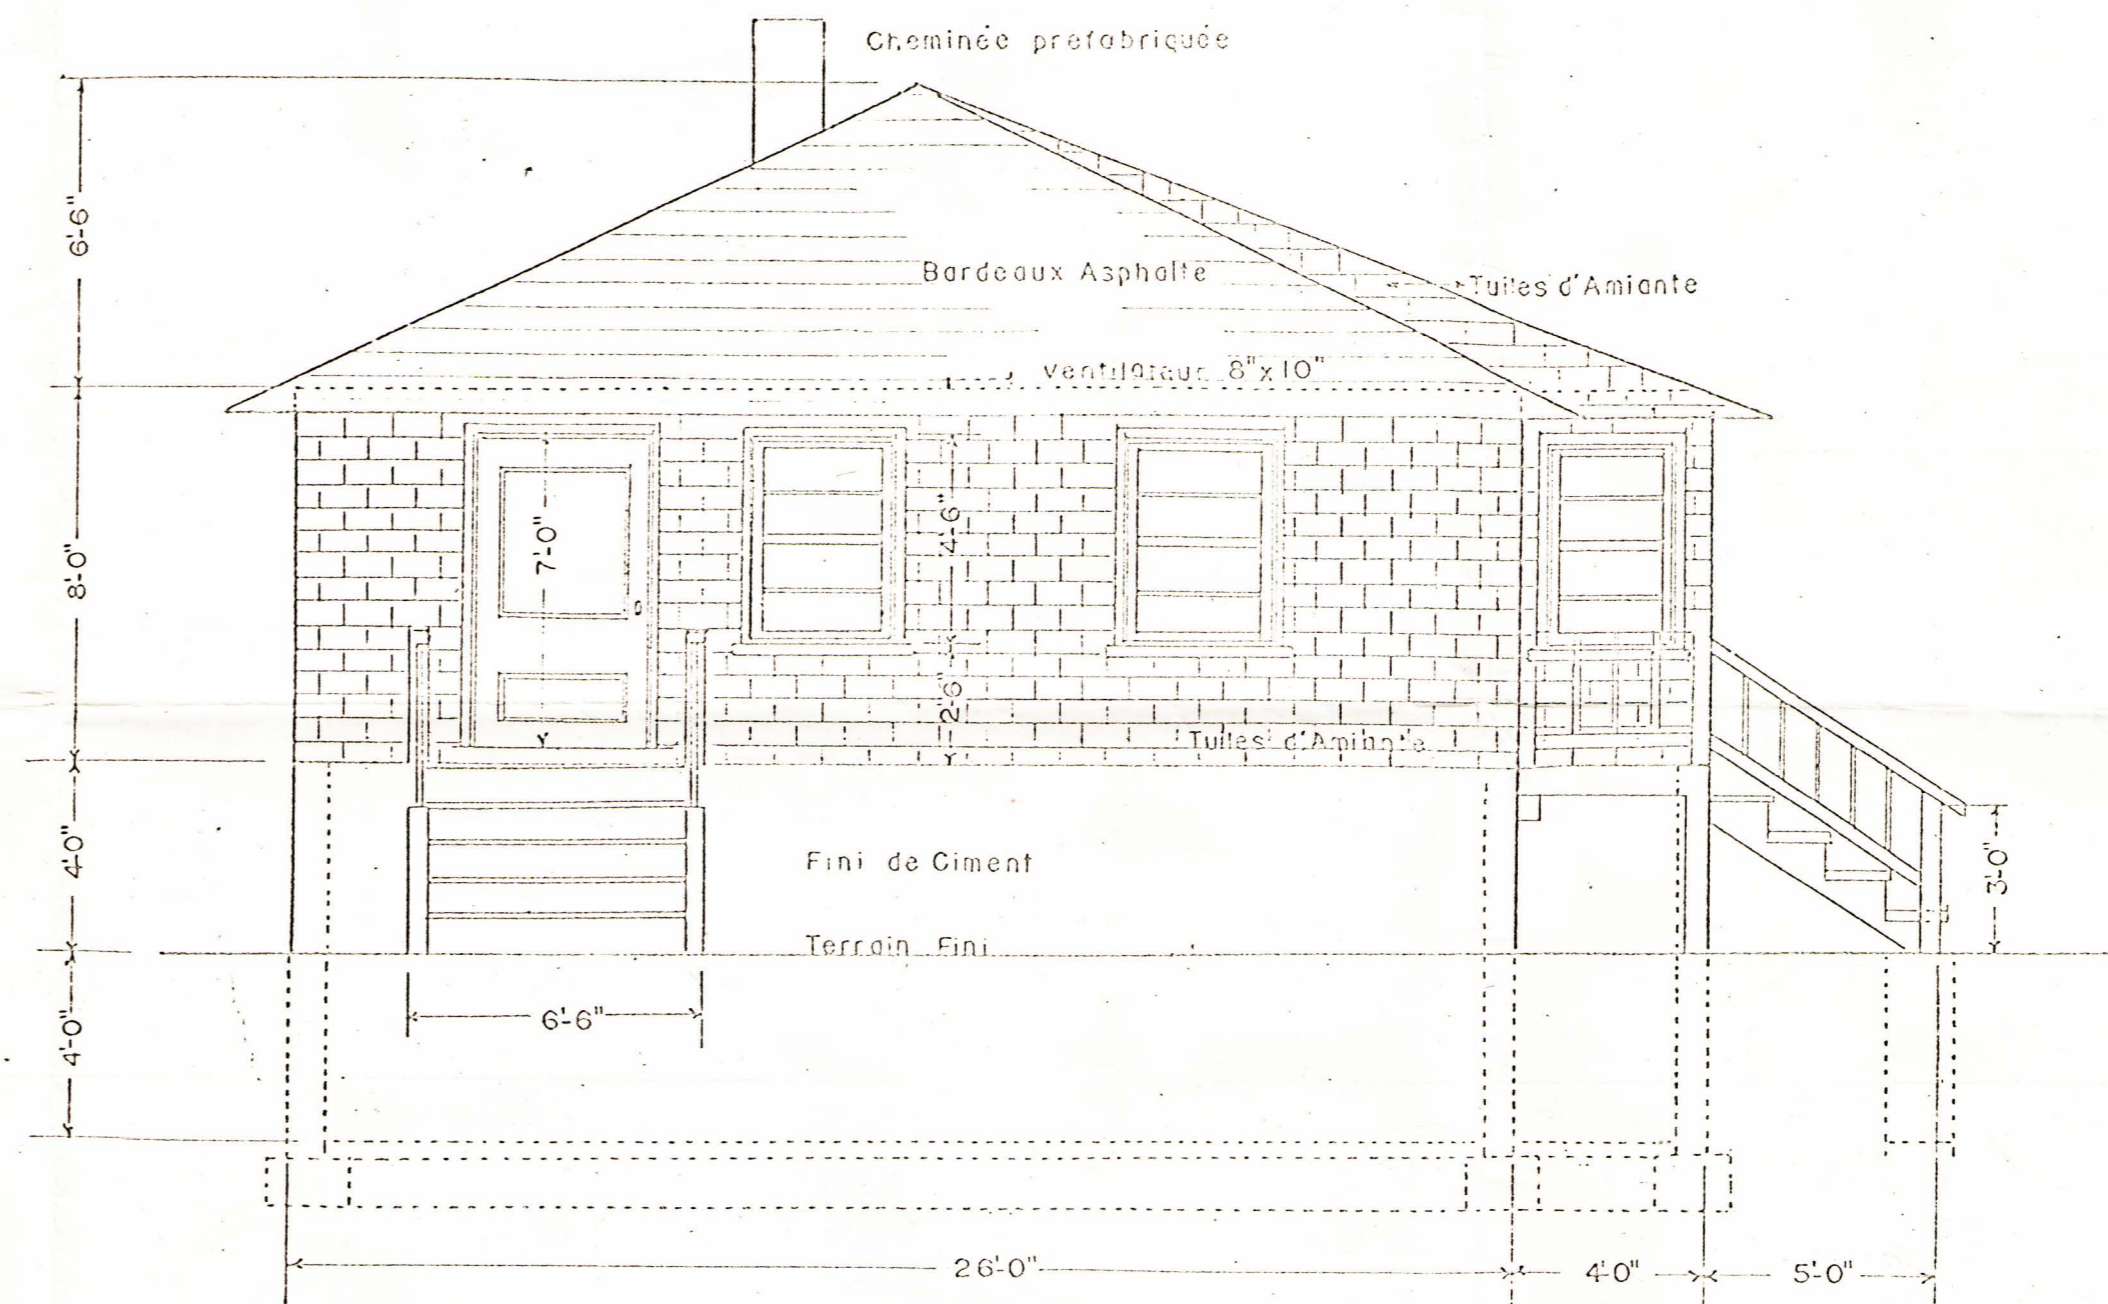 Cheminée prefabriquée
6'-6"
Bardeaux Asphalte
Tuiles d'Amiante
Ventilateur 8"x10"
8'-0"
7'-0"
4'-6"
2'-6"
Tuiles d'Amiante
4'-0"
Fini de Ciment
3'-0"
Terrain Fini
4'-0"
6'-6"
26'-0"
4'-0"
5'-0"